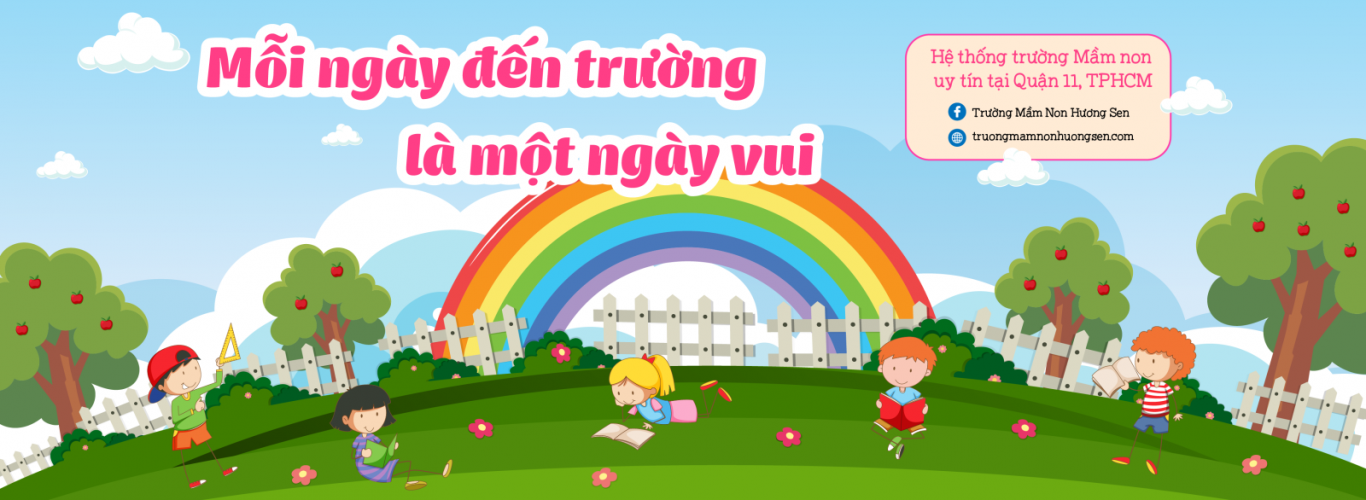 Mỗi ngày đến trường
là một ngày vui
Hệ thống trường Mầm non
uy tín tại Quận 11, TPHCM
Trường Mầm Non Hương Sen
truongmamnonhuongsen.com